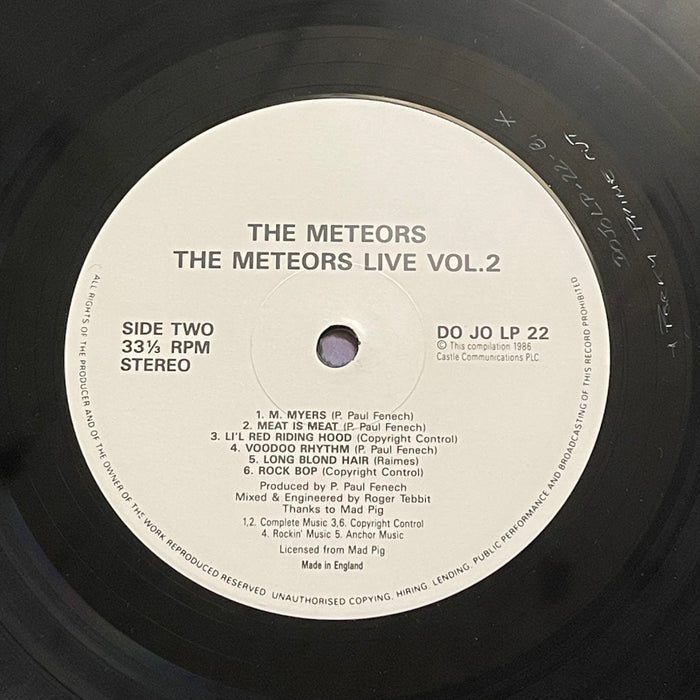 THE METEORS
THE METEORS LIVE VOL.2
SIDE TWO
33⅓ RPM
STEREO
DO JO LP 22
© This compilation 1986
Castle Communications PLC.
1. M. MYERS (P. Paul Fenech)
2. MEAT IS MEAT (P. Paul Fenech)
3. LI'L RED RIDING HOOD (Copyright Control)
4. VOODOO RHYTHM (P. Paul Fenech)
5. LONG BLOND HAIR (Raimes)
6. ROCK BOP (Copyright Control)
Produced by P. Paul Fenech
Mixed & Engineered by Roger Tebbit
Thanks to Mad Pig
1,2. Complete Music 3,6. Copyright Control
4. Rockin' Music 5. Anchor Music
Licensed from Mad Pig
Made in England
ALL RIGHTS OF THE PRODUCER AND OF THE OWNER OF THE WORK REPRODUCED RESERVED. UNAUTHORISED COPYING, HIRING, LENDING, PUBLIC PERFORMANCE AND BROADCASTING OF THIS RECORD PROHIBITED